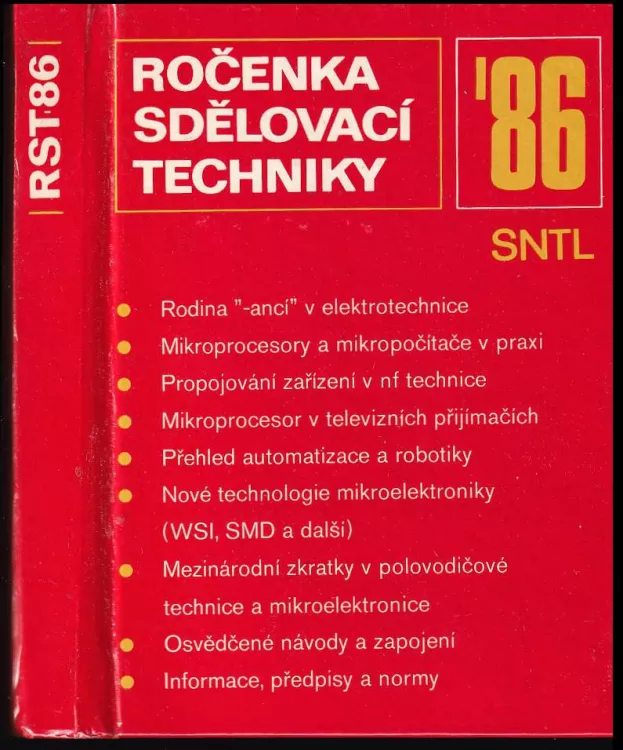 RST·86
ROČENKA
SDĚLOVACÍ
TECHNIKY
'86
SNTL
Rodina "-ancí" v elektrotechnice
Mikroprocesory a mikropočítače v praxi
Propojování zařízení v nf technice
Mikroprocesor v televizních přijímačích
Přehled automatizace a robotiky
Nové technologie mikroelektroniky
(WSI, SMD a další)
Mezinárodní zkratky v polovodičové
technice a mikroelektronice
Osvědčené návody a zapojení
Informace, předpisy a normy